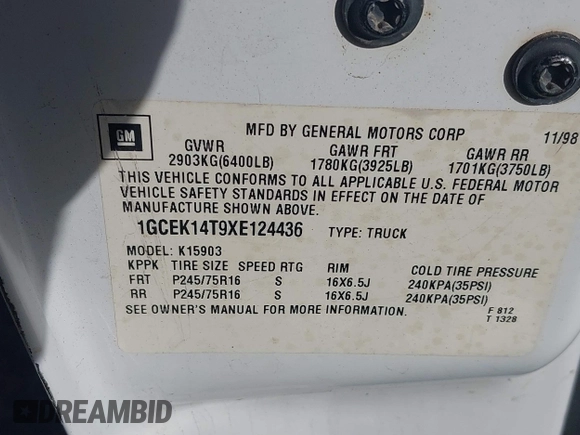 GM
MFD BY GENERAL MOTORS CORP 11/98
GVWR GAWR FRT GAWR RR
2903KG(6400LB) 1780KG(3925LB) 1701KG(3750LB)
THIS VEHICLE CONFORMS TO ALL APPLICABLE U.S. FEDERAL MOTOR
VEHICLE SAFETY STANDARDS IN EFFECT ON THE DATE OF
MANUFACTURE SHOWN ABOVE.
1GCEK14T9XE124436 TYPE: TRUCK
MODEL: K15903
KPPK TIRE SIZE SPEED RTG RIM COLD TIRE PRESSURE
FRT P245/75R16 S 16X6.5J 240KPA(35PSI)
RR P245/75R16 S 16X6.5J 240KPA(35PSI)
SEE OWNER'S MANUAL FOR MORE INFORMATION.
F 812
T 1328
DREAMBID